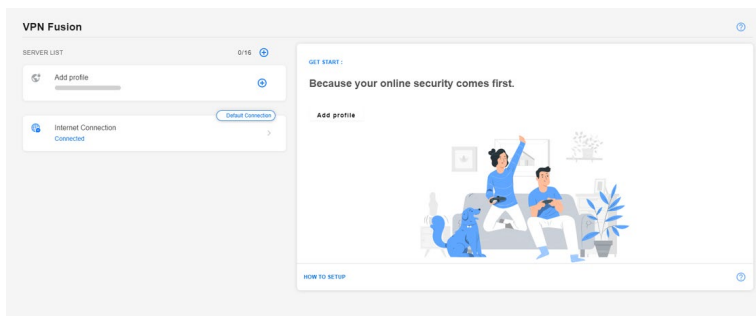 VPN Fusion
SERVER LIST 0/16
Add profile
Default Connection
Internet Connection
Connected
GET START :
Because your online security comes first.
Add profile
HOW TO SETUP